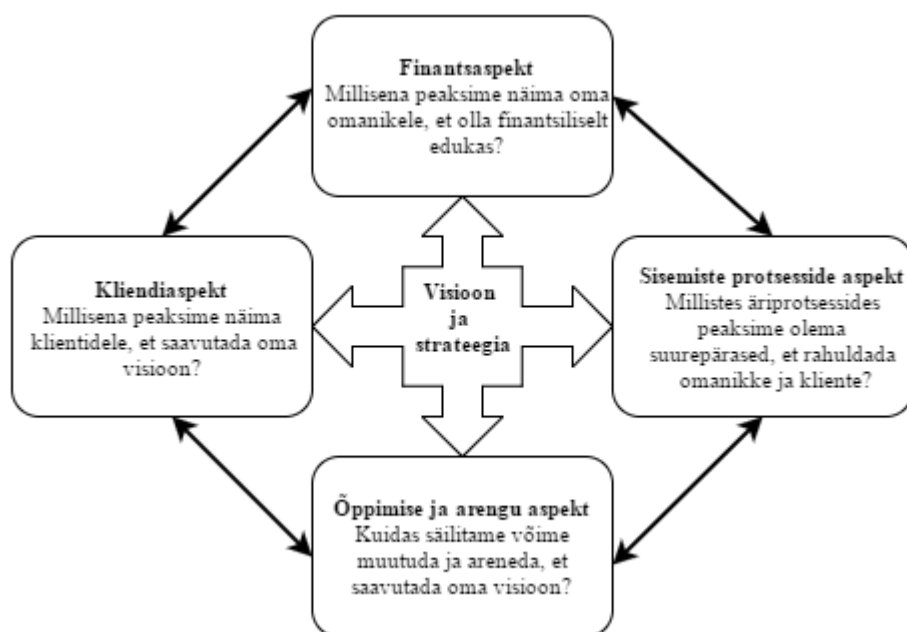 Finantsaspekt
Millisena peaksime näima oma
omanikele, et olla finantsiliselt
edukas?
Kliendiaspekt
Millisena peaksime näima
klientidele, et saavutada oma
visioon?
Visioon
ja
strateegia
Sisemiste protsesside aspekt
Millistes äriprotsessides
peaksime olema
suurepärased, et rahuldada
omanikke ja kliente?
Õppimise ja arengu aspekt
Kuidas säilitame võime
muutuda ja areneda, et
saavutada oma visioon?